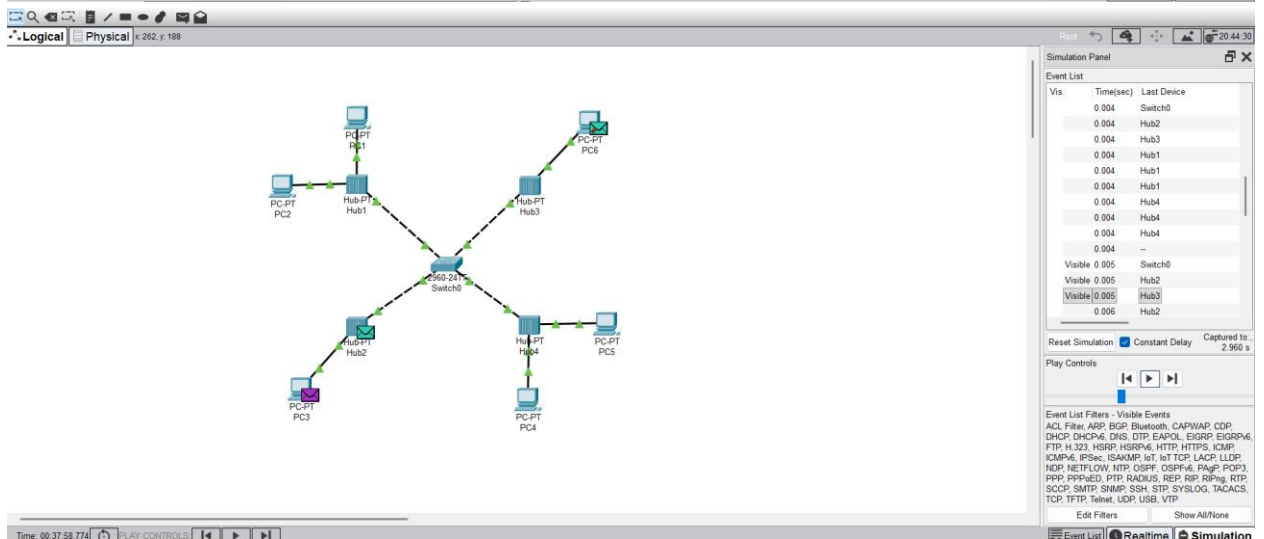 Logical
Physical
x: 262, y: 188
Root
20:44:30
PC-PT
PC1
PC-PT
PC6
PC-PT
PC2
Hub-PT
Hub1
Hub-PT
Hub3
2960-24TT
Switch0
Hub-PT
Hub2
Hub-PT
Hub4
PC-PT
PC5
PC-PT
PC3
PC-PT
PC4
Simulation Panel
Event List
Vis. Time(sec) Last Device
0.004 Switch0
0.004 Hub2
0.004 Hub3
0.004 Hub1
0.004 Hub1
0.004 Hub1
0.004 Hub4
0.004 Hub4
0.004 Hub4
0.004 --
Visible 0.005 Switch0
Visible 0.005 Hub2
Visible 0.005 Hub3
0.006 Hub2
Reset Simulation Constant Delay Captured to:
2.960 s
Play Controls
Event List Filters - Visible Events
ACL Filter, ARP, BGP, Bluetooth, CAPWAP, CDP,
DHCP, DHCPv6, DNS, DTP, EAPOL, EIGRP, EIGRPv6,
FTP, H.323, HSRP, HSRPv6, HTTP, HTTPS, ICMP,
ICMPv6, IPSec, ISAKMP, IoT, IoT TCP, LACP, LLDP,
NDP, NETFLOW, NTP, OSPF, OSPFv6, PAgP, POP3,
PPP, PPPoED, PTP, RADIUS, REP, RIP, RIPng, RTP,
SCCP, SMTP, SNMP, SSH, STP, SYSLOG, TACACS,
TCP, TFTP, Telnet, UDP, USB, VTP
Edit Filters
Show All/None
Time: 00:37:58.774
PLAY CONTROLS:
Event List
Realtime
Simulation